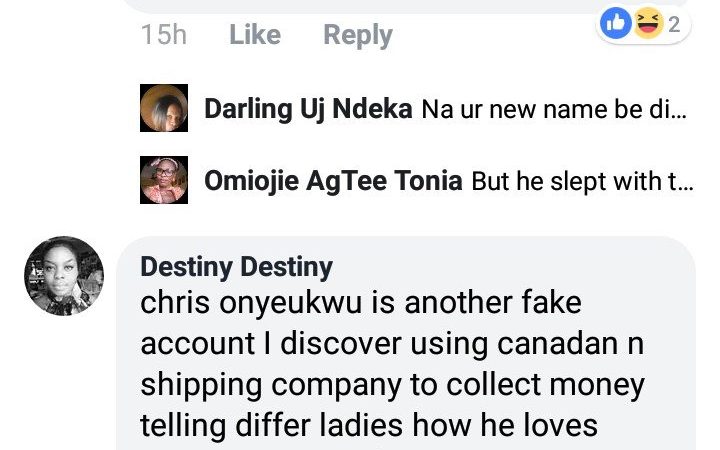 15h Like Reply 2
Darling Uj Ndeka Na ur new name be di...
Omiojie AgTee Tonia But he slept with t...
Destiny Destiny
chris onyeukwu is another fake
account I discover using canadan n
shipping company to collect money
telling differ ladies how he loves